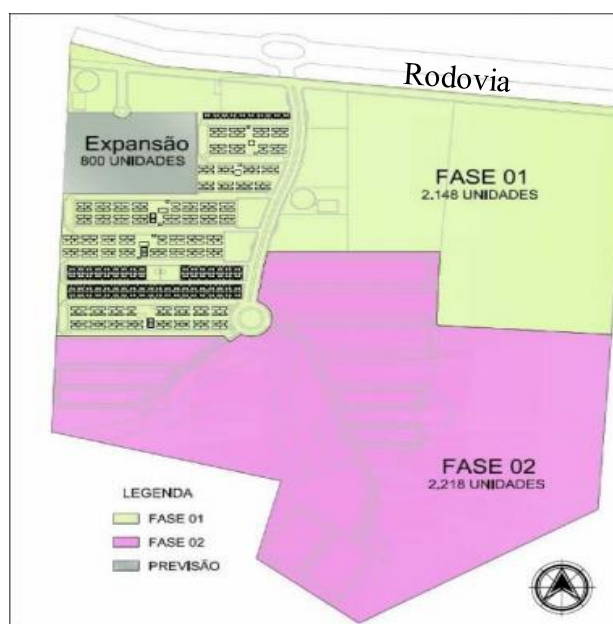 Rodovia
Expansão
800 UNIDADES
FASE 01
2.148 UNIDADES
FASE 02
2.218 UNIDADES
LEGENDA
FASE 01
FASE 02
PREVISÃO